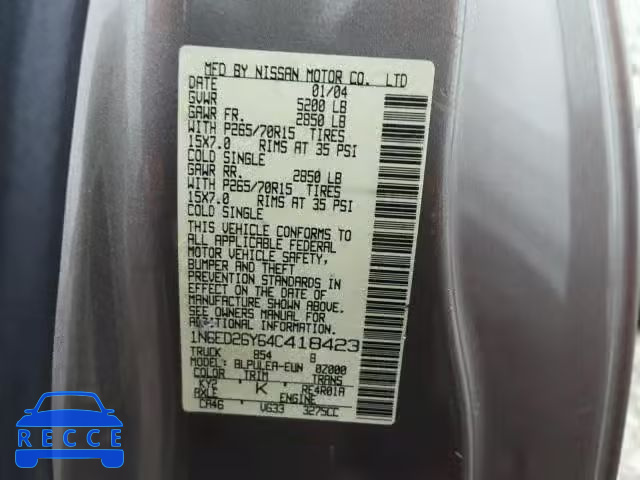 MFD BY NISSAN MOTOR CO. LTD
DATE 01/04
GVWR 5200 LB
GAWR FR. 2850 LB
WITH P265/70R15 TIRES
15X7.0 RIMS AT 35 PSI
COLD SINGLE
GAWR RR. 2850 LB
WITH P265/70R15 TIRES
15X7.0 RIMS AT 35 PSI
COLD SINGLE
THIS VEHICLE CONFORMS TO
ALL APPLICABLE FEDERAL
MOTOR VEHICLE SAFETY,
BUMPER AND THEFT
PREVENTION STANDARDS IN
EFFECT ON THE DATE OF
MANUFACTURE SHOWN ABOVE.
SEE OWNERS MANUAL FOR
ADDITIONAL INFORMATION.
1N6ED26Y64C418423
TRUCK 854 B
MODEL: BLPULEA-EUN 02000
COLOR TRIM TRANS
KY2 K RE4R01A
AXLE ENGINE
CA46 VG33 3275CC
RECCE